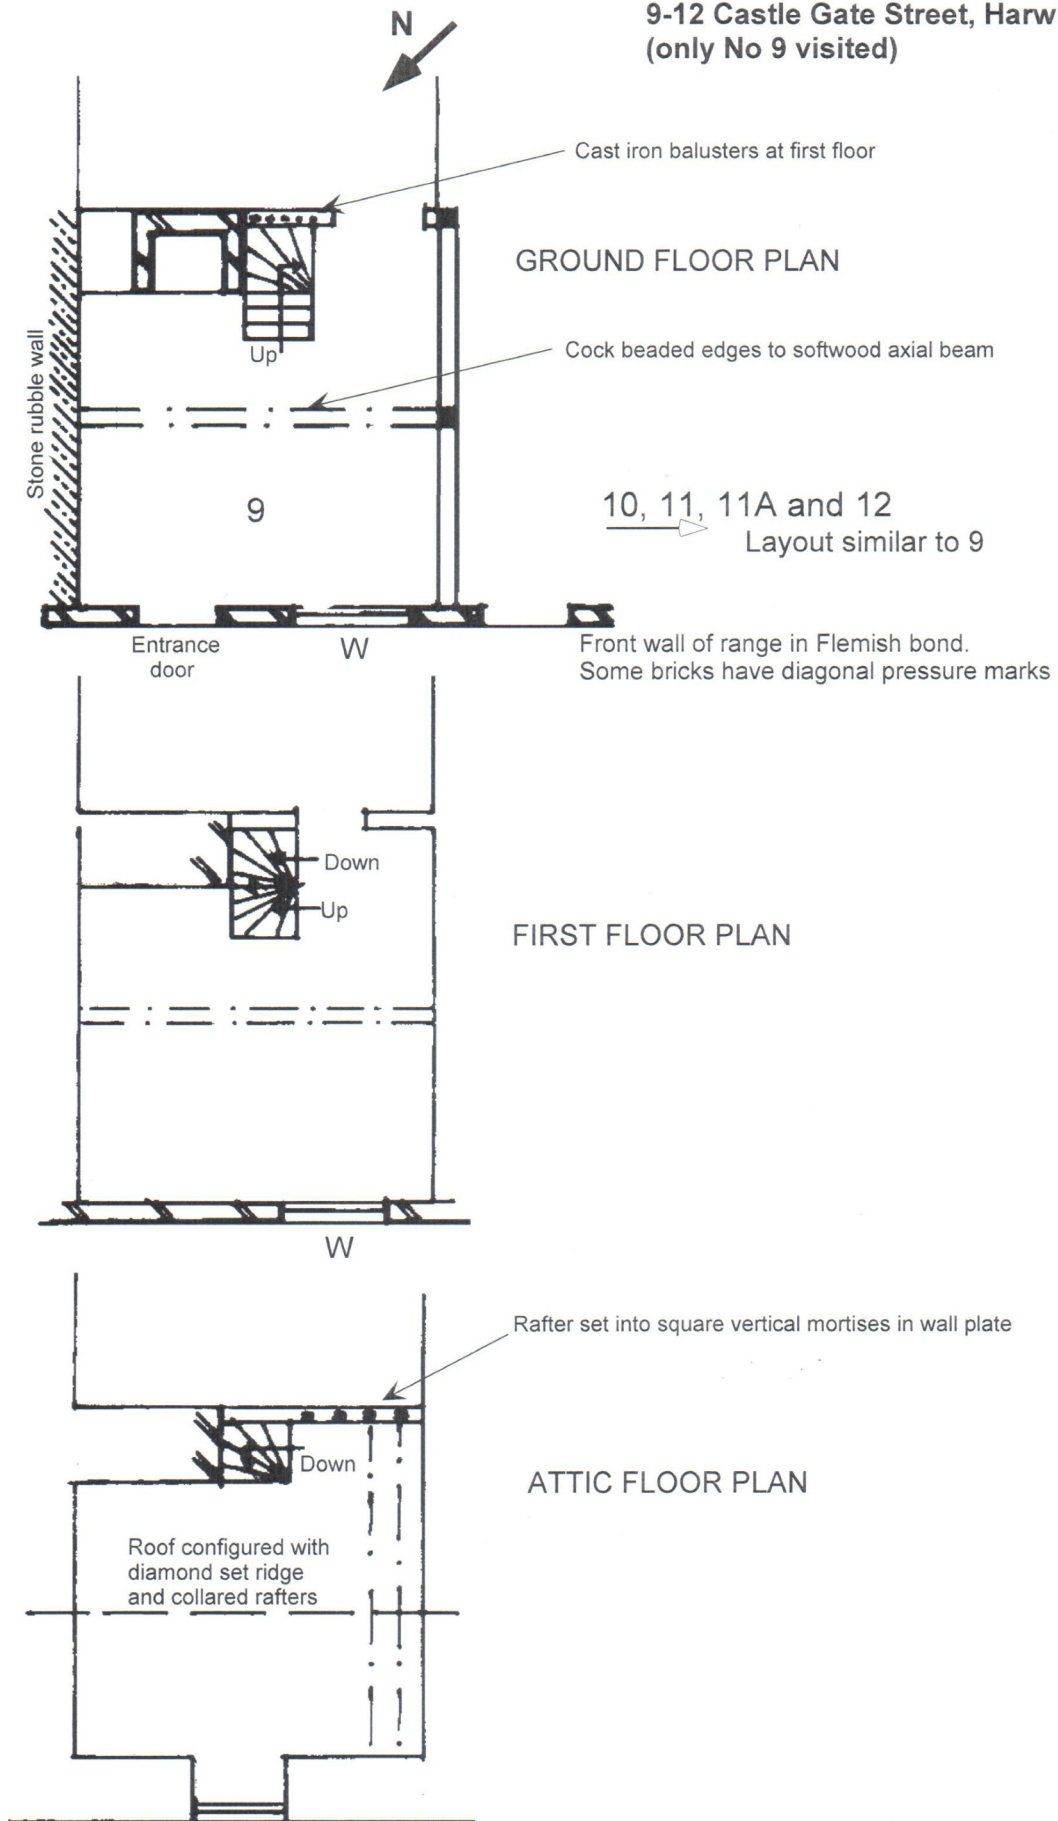 9-12 Castle Gate Street, Harw
(only No 9 visited)
N
Cast iron balusters at first floor
GROUND FLOOR PLAN
Up
Cock beaded edges to softwood axial beam
Stone rubble wall
9
10, 11, 11A and 12
Layout similar to 9
Entrance
door
W
Front wall of range in Flemish bond.
Some bricks have diagonal pressure marks
Down
Up
FIRST FLOOR PLAN
W
Rafter set into square vertical mortises in wall plate
Down
ATTIC FLOOR PLAN
Roof configured with
diamond set ridge
and collared rafters